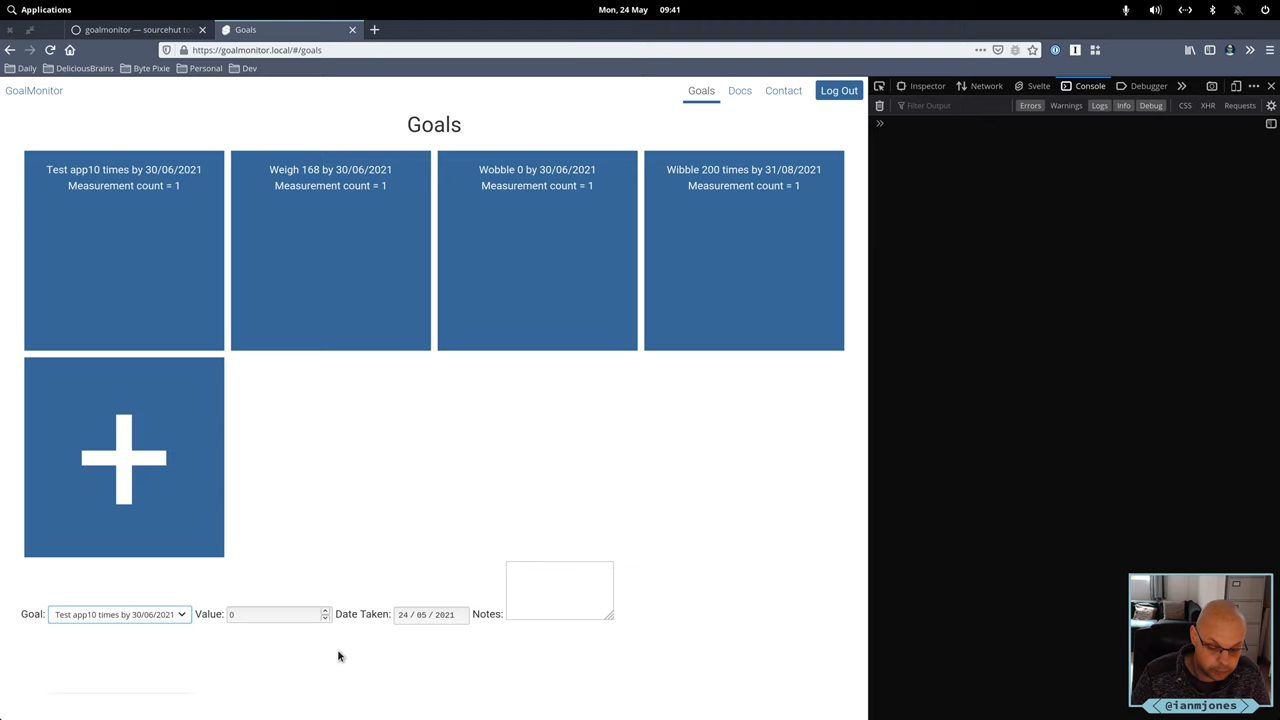 Applications
Mon, 24 May 09:41
goalmonitor — sourcehut to
Goals
https://goalmonitor.local/#/goals
Daily
DeliciousBrains
Byte Pixie
Personal
Dev
GoalMonitor
Goals
Docs
Contact
Log Out
Inspector
Network
Svelte
Console
Debugger
Filter Output
Errors
Warnings
Logs
Info
Debug
CSS
XHR
Requests
Goals
Test app10 times by 30/06/2021
Measurement count = 1
Weigh 168 by 30/06/2021
Measurement count = 1
Wobble 0 by 30/06/2021
Measurement count = 1
Wibble 200 times by 31/08/2021
Measurement count = 1
Goal: Test app10 times by 30/06/2021
Value: 0
Date Taken: 24 / 05 / 2021
Notes:
@ianmjones